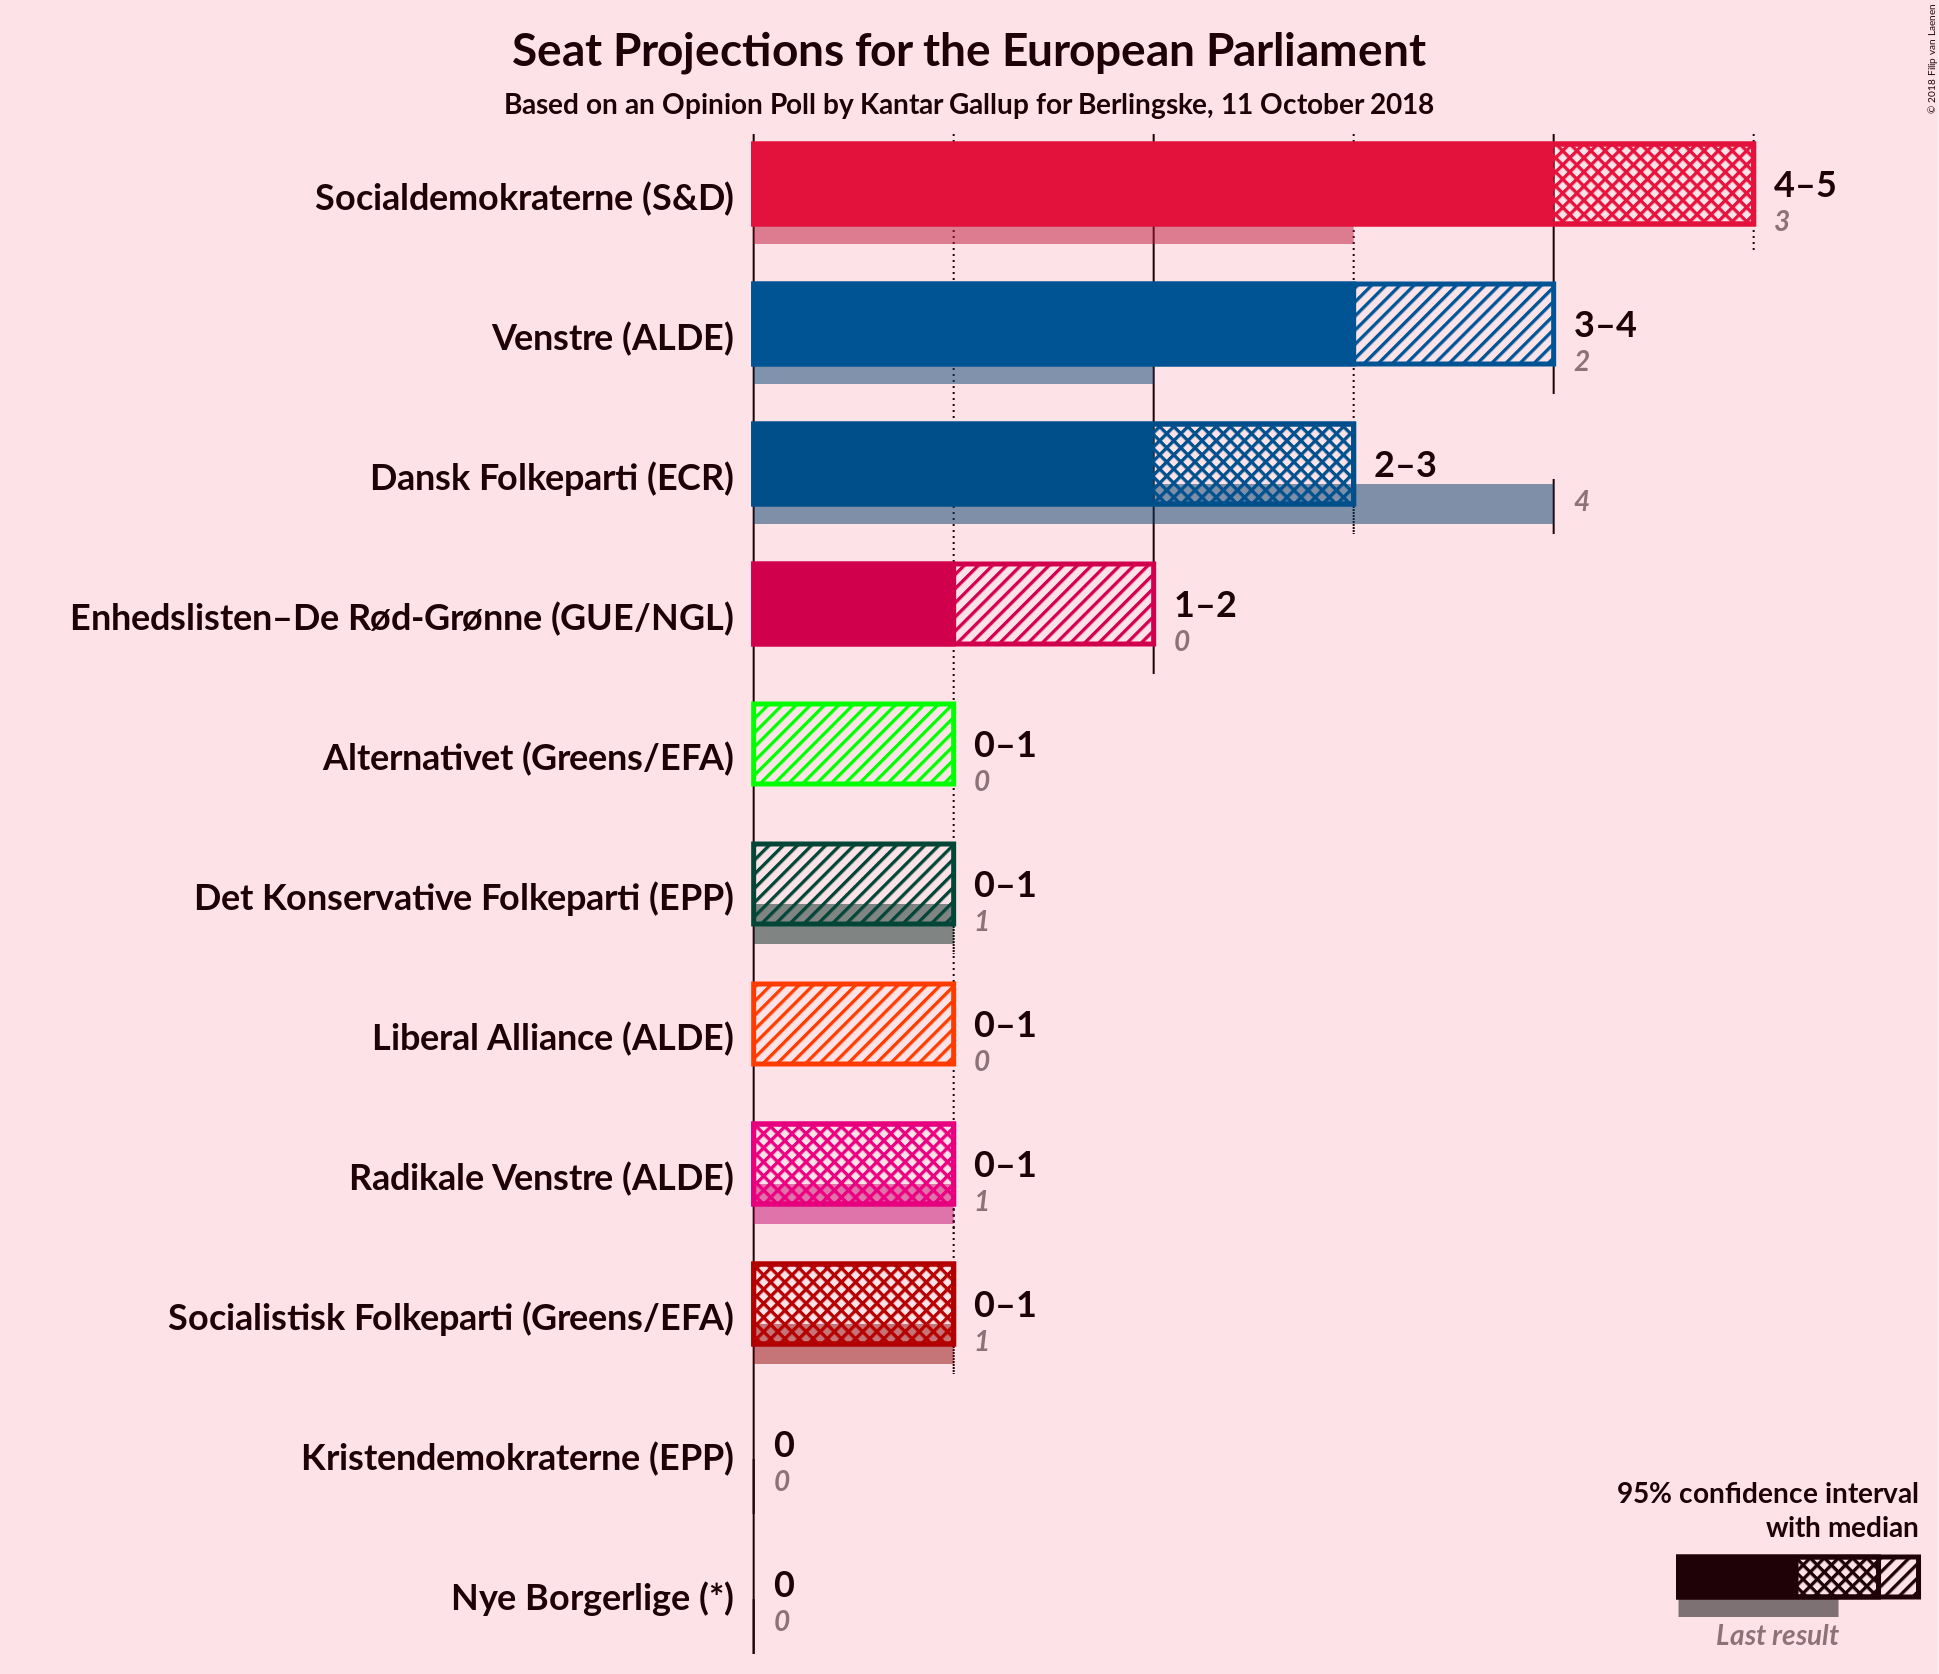 Seat Projections for the European Parliament
Based on an Opinion Poll by Kantar Gallup for Berlingske, 11 October 2018
© 2018 Filip van Laenen
Socialdemokraterne (S&D)
4–5
3
Venstre (ALDE)
3–4
2
Dansk Folkeparti (ECR)
2–3
4
Enhedslisten–De Rød-Grønne (GUE/NGL)
1–2
0
Alternativet (Greens/EFA)
0–1
0
Det Konservative Folkeparti (EPP)
0–1
1
Liberal Alliance (ALDE)
0–1
0
Radikale Venstre (ALDE)
0–1
1
Socialistisk Folkeparti (Greens/EFA)
0–1
1
Kristendemokraterne (EPP)
0
0
Nye Borgerlige (*)
0
0
95% confidence interval
with median
Last result